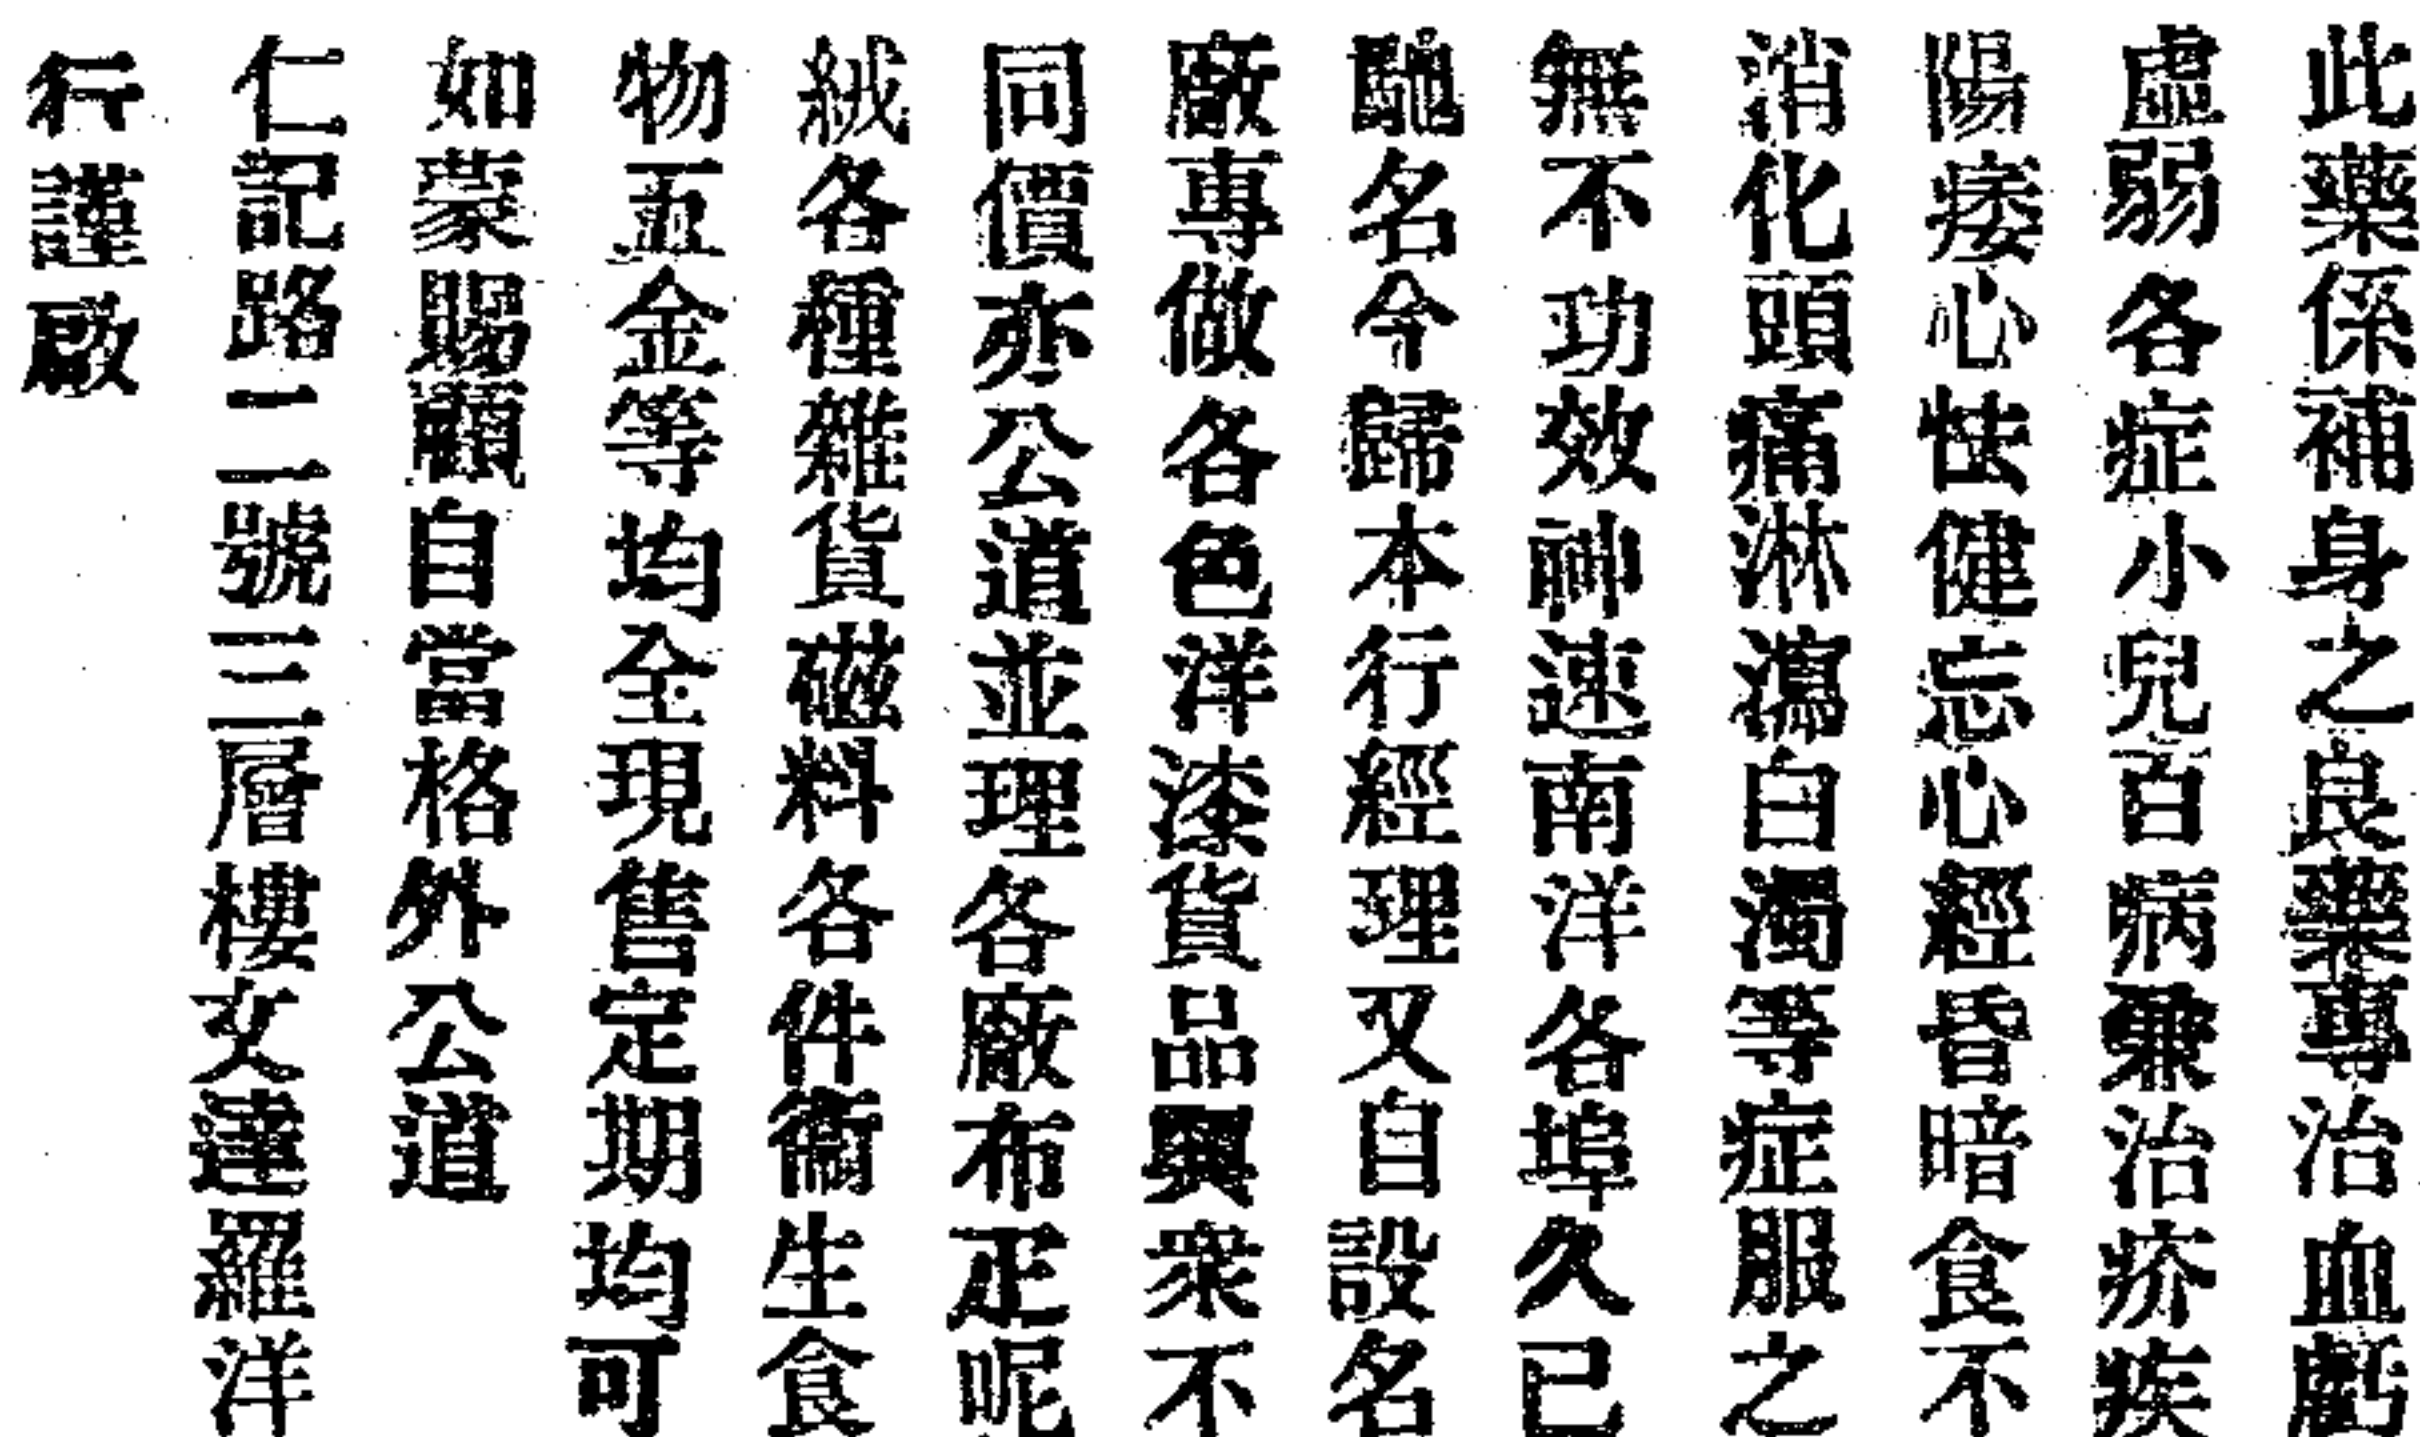 此藥係補身之良藥專治血虧
虛弱各症小兒百病兼治疥疾
陽痿心怯健忘心經昏暗食不
消化頭痛淋瀉白濁等症服之
無不功效神速南洋各埠久已
馳名今歸本行經理又自設名
廠專做各色洋漆貨品與衆不
同價亦公道並理各廠布疋呢
絨各種雜貨磁料各件衞生食
物五金等均全現售定期均可
如蒙賜顧自當格外公道
仁記路二一號三層樓文達羅洋
行謹啟